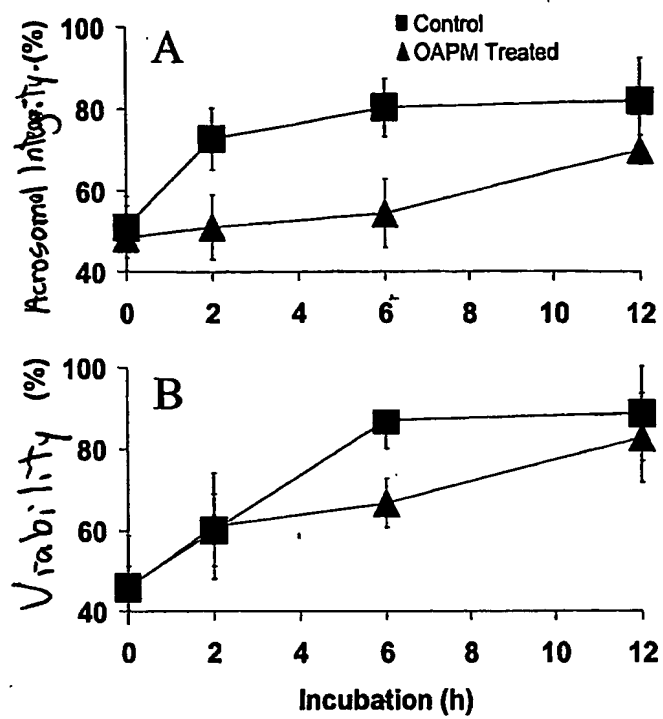 ■ Control
▲ OAPM Treated
A
Acrosomal Integrity (%)
100
80
60
40
0 2 4 6 8 10 12
B
Viability (%)
100
80
60
40
0 2 4 6 8 10 12
Incubation (h)